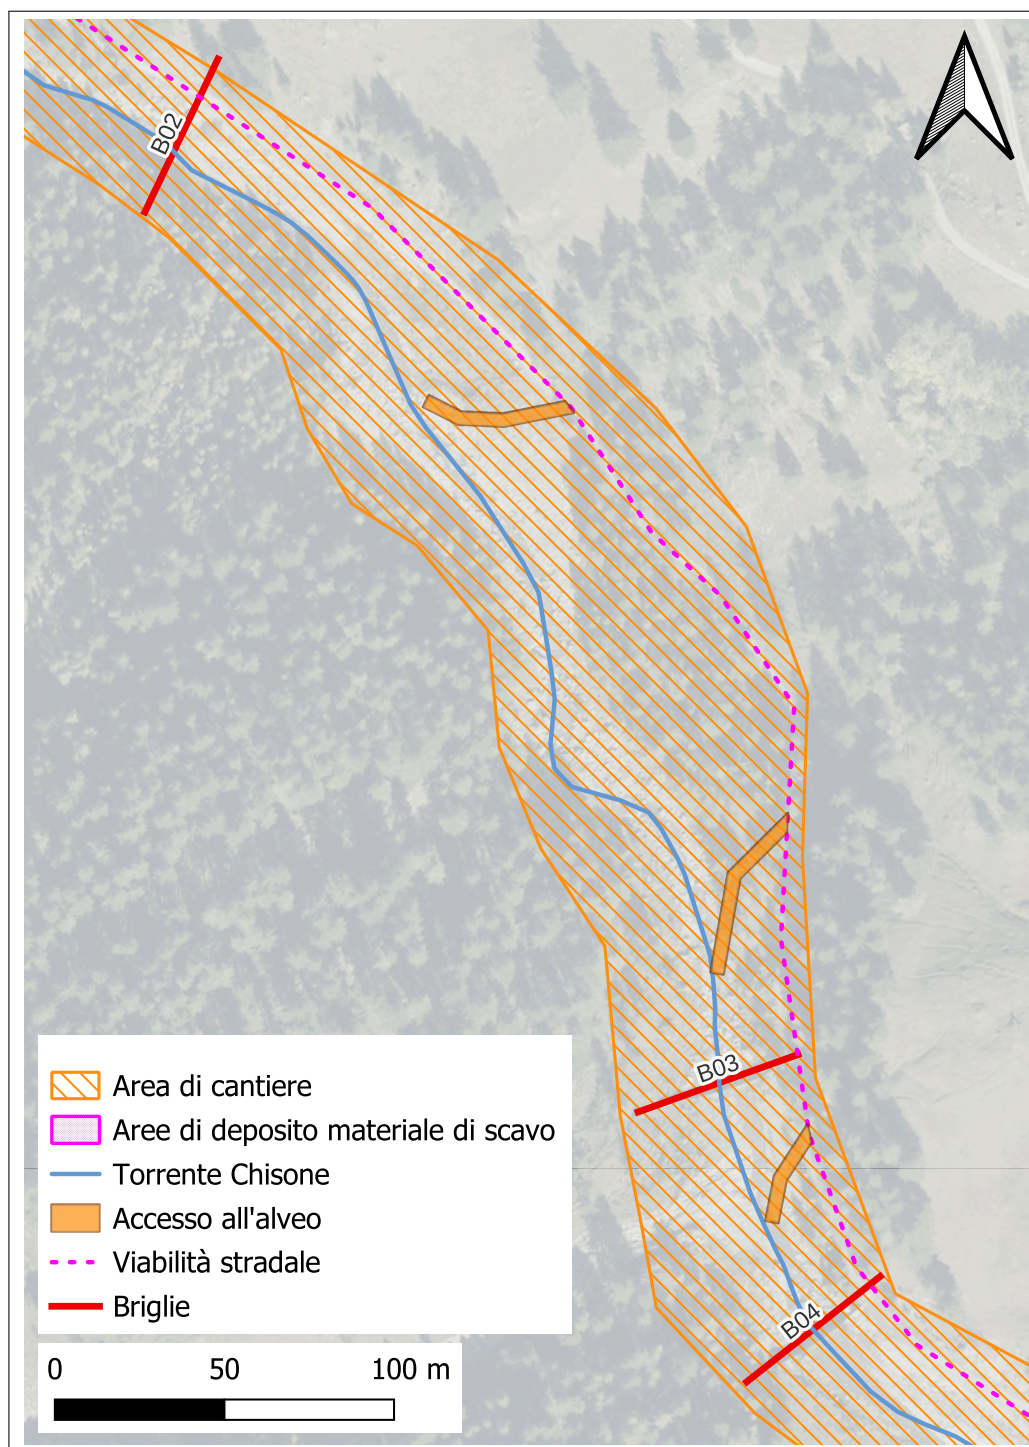 B02
B03
B04
Area di cantiere
Aree di deposito materiale di scavo
Torrente Chisone
Accesso all'alveo
Viabilità stradale
Briglie
0 50 100 m